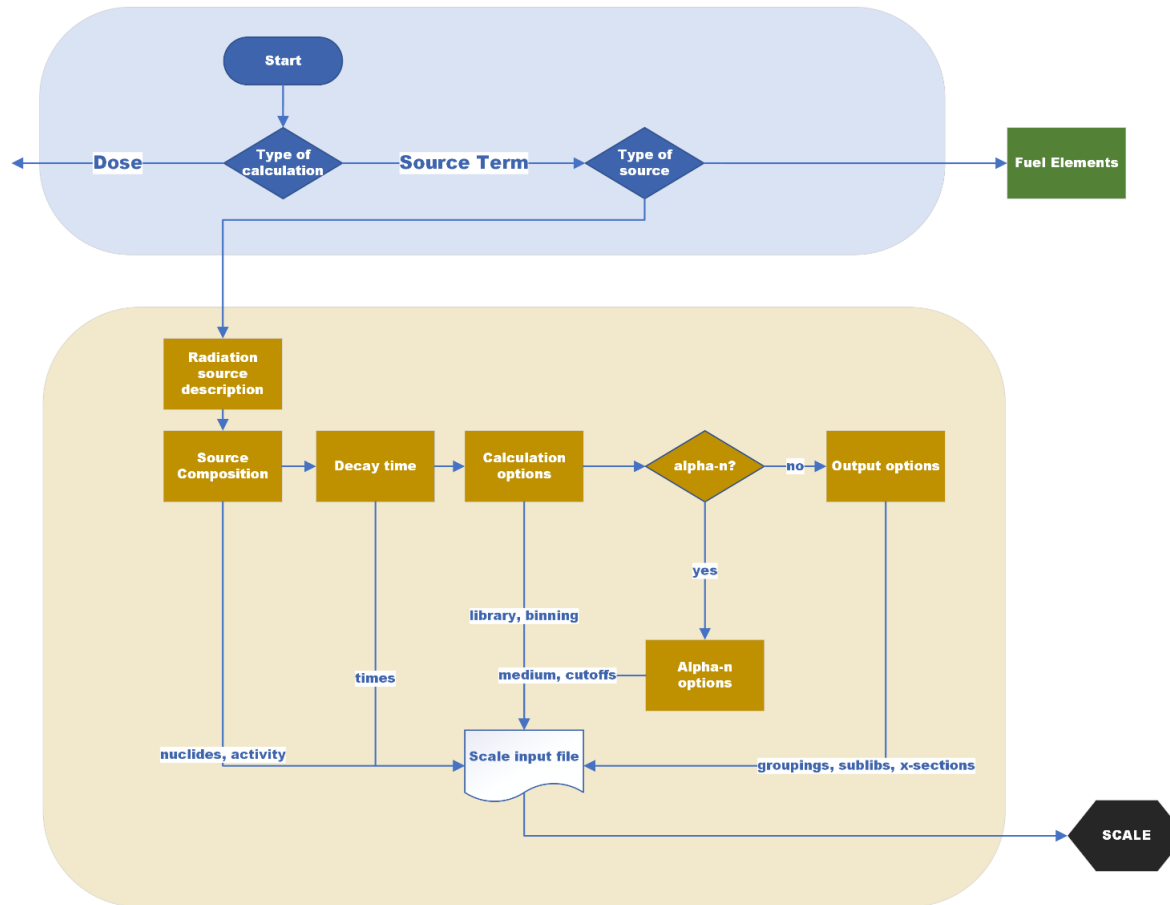 Start
Dose
Type of
calculation
Source Term
Type of
source
Fuel Elements
Radiation
source
description
Source
Composition
Decay time
Calculation
options
alpha-n?
no
Output options
yes
library, binning
Alpha-n
options
medium, cutoffs
times
nuclides, activity
Scale input file
groupings, sublibs, x-sections
SCALE